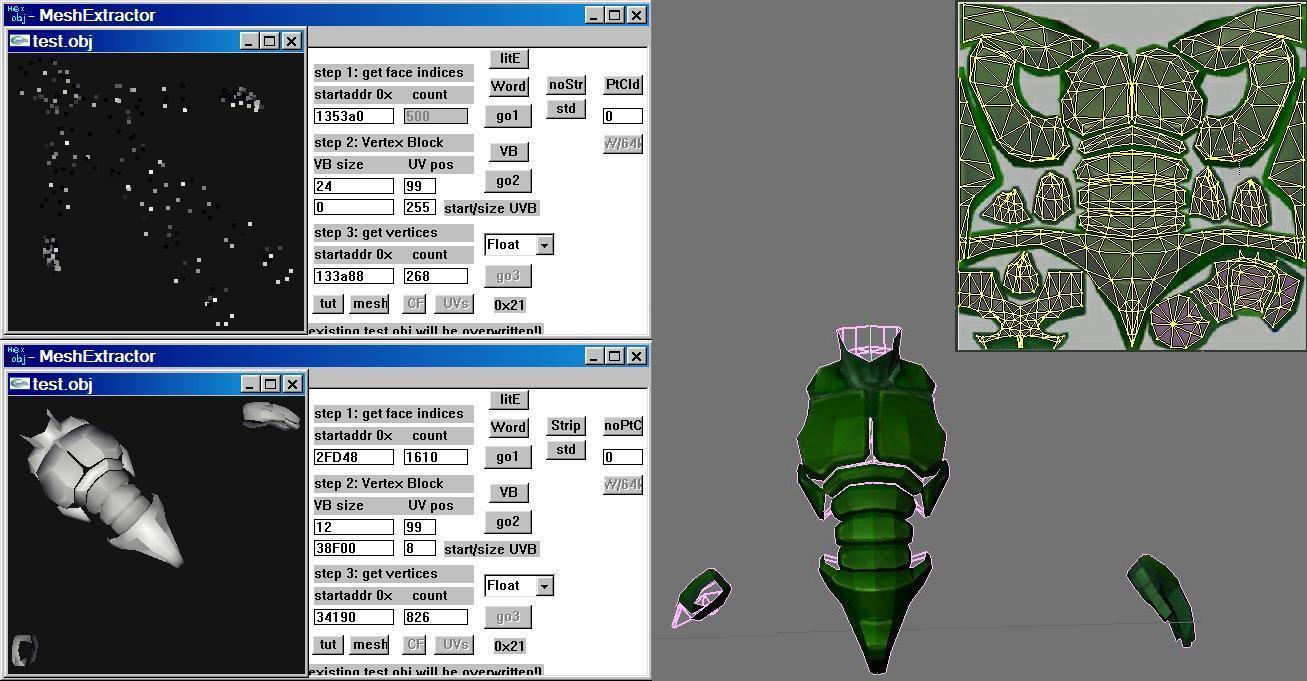 Hex obj - MeshExtractor
test.obj
litE
step 1: get face indices
Word noStr PtCld
startaddr 0x count
std
1353a0 500 go1 0
step 2: Vertex Block
VB
VB size UV pos
24 99 go2
0 255 start/size UVB
step 3: get vertices
Float
startaddr 0x count
133a88 268 go3
tut mesh CF UVs 0x21
existing test.obj will be overwritten!)
Hex obj - MeshExtractor
test.obj
litE
step 1: get face indices
Word Strip noPtC
startaddr 0x count
std
2FD48 1610 go1 0
step 2: Vertex Block
VB
VB size UV pos
12 99 go2
38F00 8 start/size UVB
step 3: get vertices
Float
startaddr 0x count
34190 826 go3
tut mesh CF UVs 0x21
existing test.obj will be overwritten!)